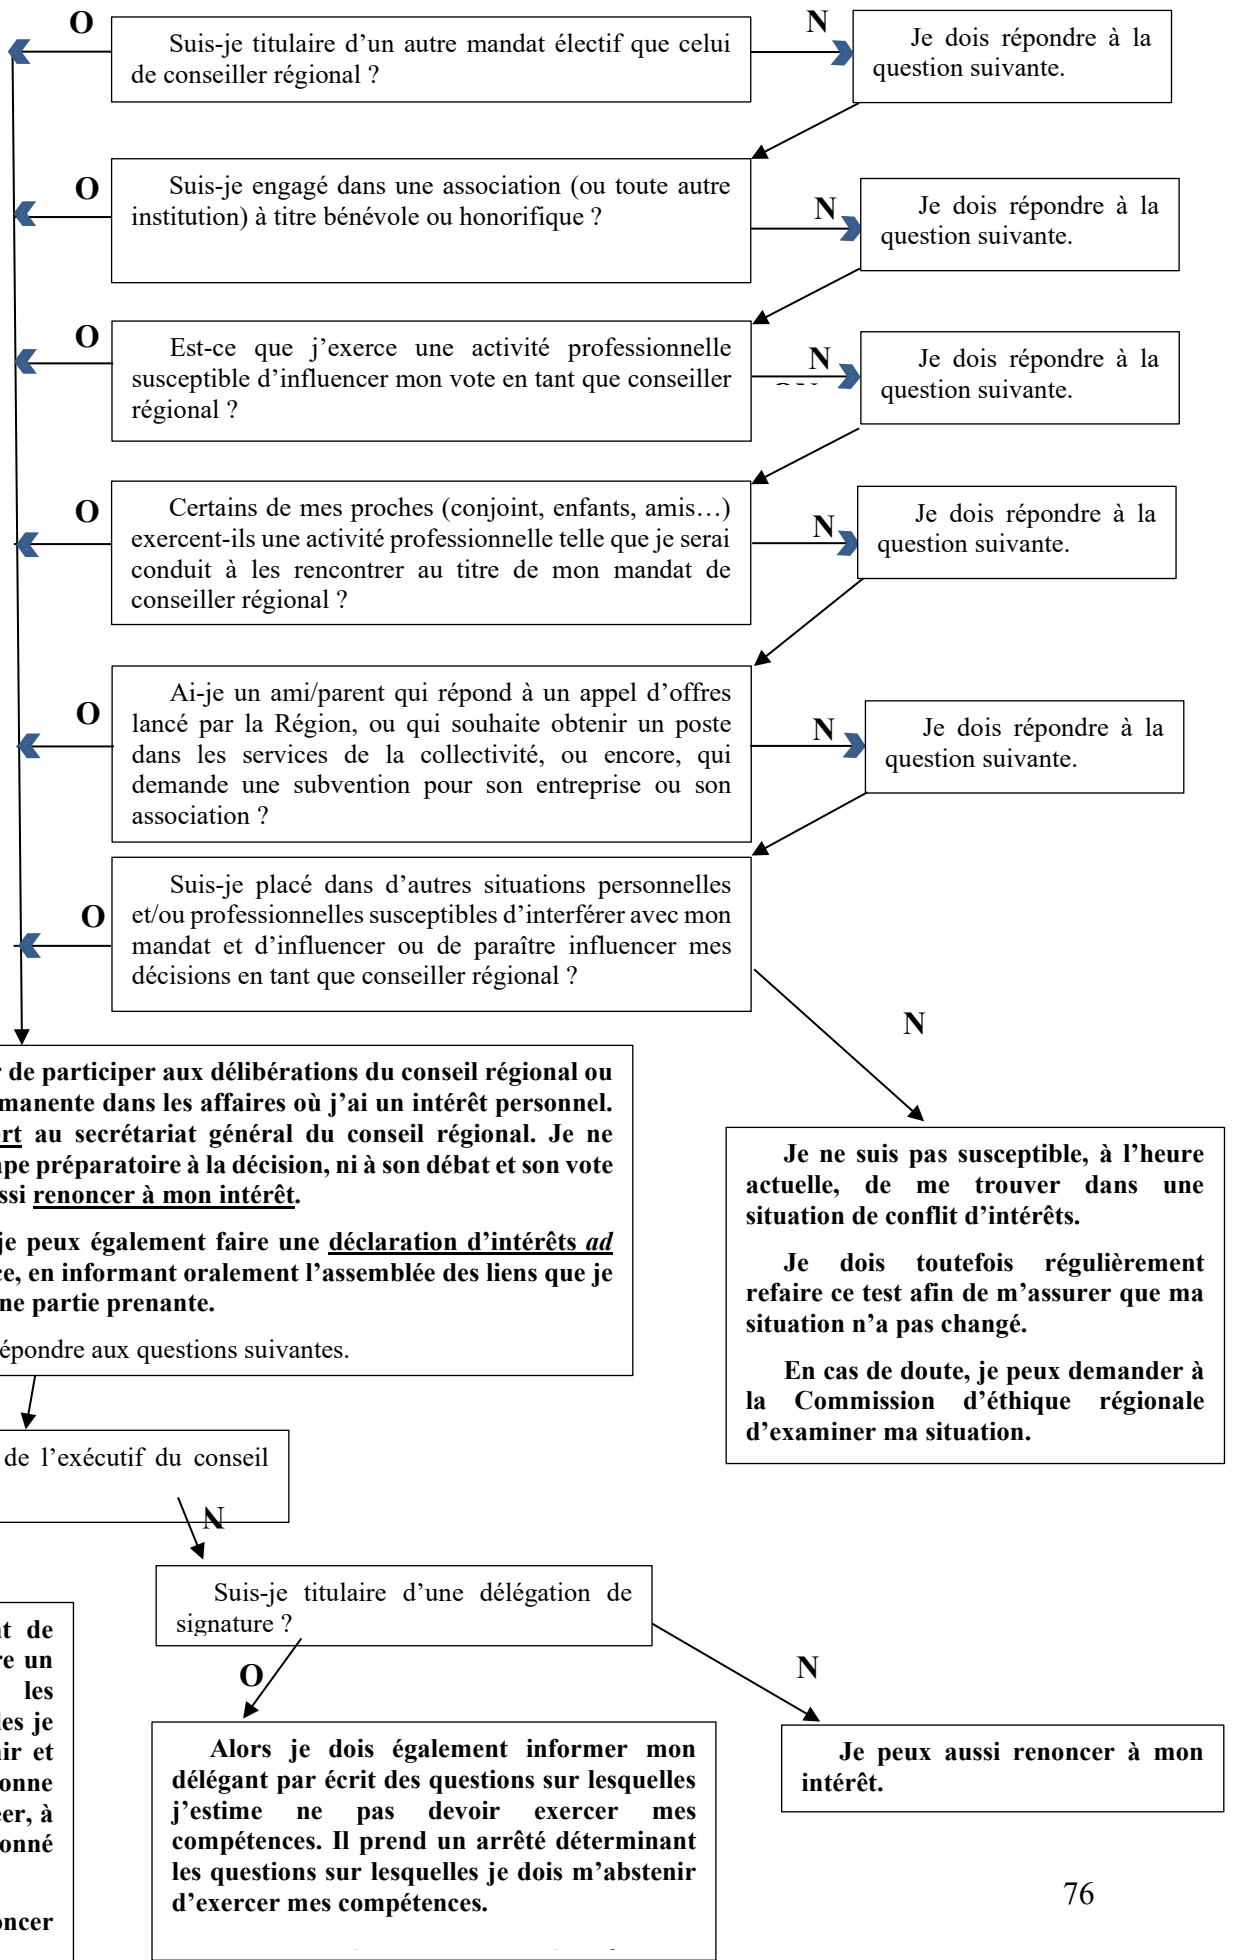 O
Suis-je titulaire d’un autre mandat électif que celui
de conseiller régional ?
N
Je dois répondre à la
question suivante.
O
Suis-je engagé dans une association (ou toute autre
institution) à titre bénévole ou honorifique ?
N
Je dois répondre à la
question suivante.
O
Est-ce que j’exerce une activité professionnelle
susceptible d’influencer mon vote en tant que conseiller
régional ?
N
Je dois répondre à la
question suivante.
O
Certains de mes proches (conjoint, enfants, amis…)
exercent-ils une activité professionnelle telle que je serai
conduit à les rencontrer au titre de mon mandat de
conseiller régional ?
N
Je dois répondre à la
question suivante.
O
Ai-je un ami/parent qui répond à un appel d’offres
lancé par la Région, ou qui souhaite obtenir un poste
dans les services de la collectivité, ou encore, qui
demande une subvention pour son entreprise ou son
association ?
N
Je dois répondre à la
question suivante.
O
Suis-je placé dans d’autres situations personnelles
et/ou professionnelles susceptibles d’interférer avec mon
mandat et d’influencer ou de paraître influencer mes
décisions en tant que conseiller régional ?
N
de participer aux délibérations du conseil régional ou
manente dans les affaires où j’ai un intérêt personnel.
ort au secrétariat général du conseil régional. Je ne
ape préparatoire à la décision, ni à son débat et son vote
ssi renoncer à mon intérêt.
je peux également faire une déclaration d’intérêts ad
ce, en informant oralement l’assemblée des liens que je
ne partie prenante.
épondre aux questions suivantes.
Je ne suis pas susceptible, à l’heure
actuelle, de me trouver dans une
situation de conflit d’intérêts.
Je dois toutefois régulièrement
refaire ce test afin de m’assurer que ma
situation n’a pas changé.
En cas de doute, je peux demander à
la Commission d’éthique régionale
d’examiner ma situation.
de l’exécutif du conseil
N
Suis-je titulaire d’une délégation de
signature ?
O
N
nt de
re un
les
les je
nir et
onne
éer, à
onné
oncer
Alors je dois également informer mon
délégant par écrit des questions sur lesquelles
j’estime ne pas devoir exercer mes
compétences. Il prend un arrêté déterminant
les questions sur lesquelles je dois m’abstenir
d’exercer mes compétences.
Je peux aussi renoncer à mon
intérêt.
76